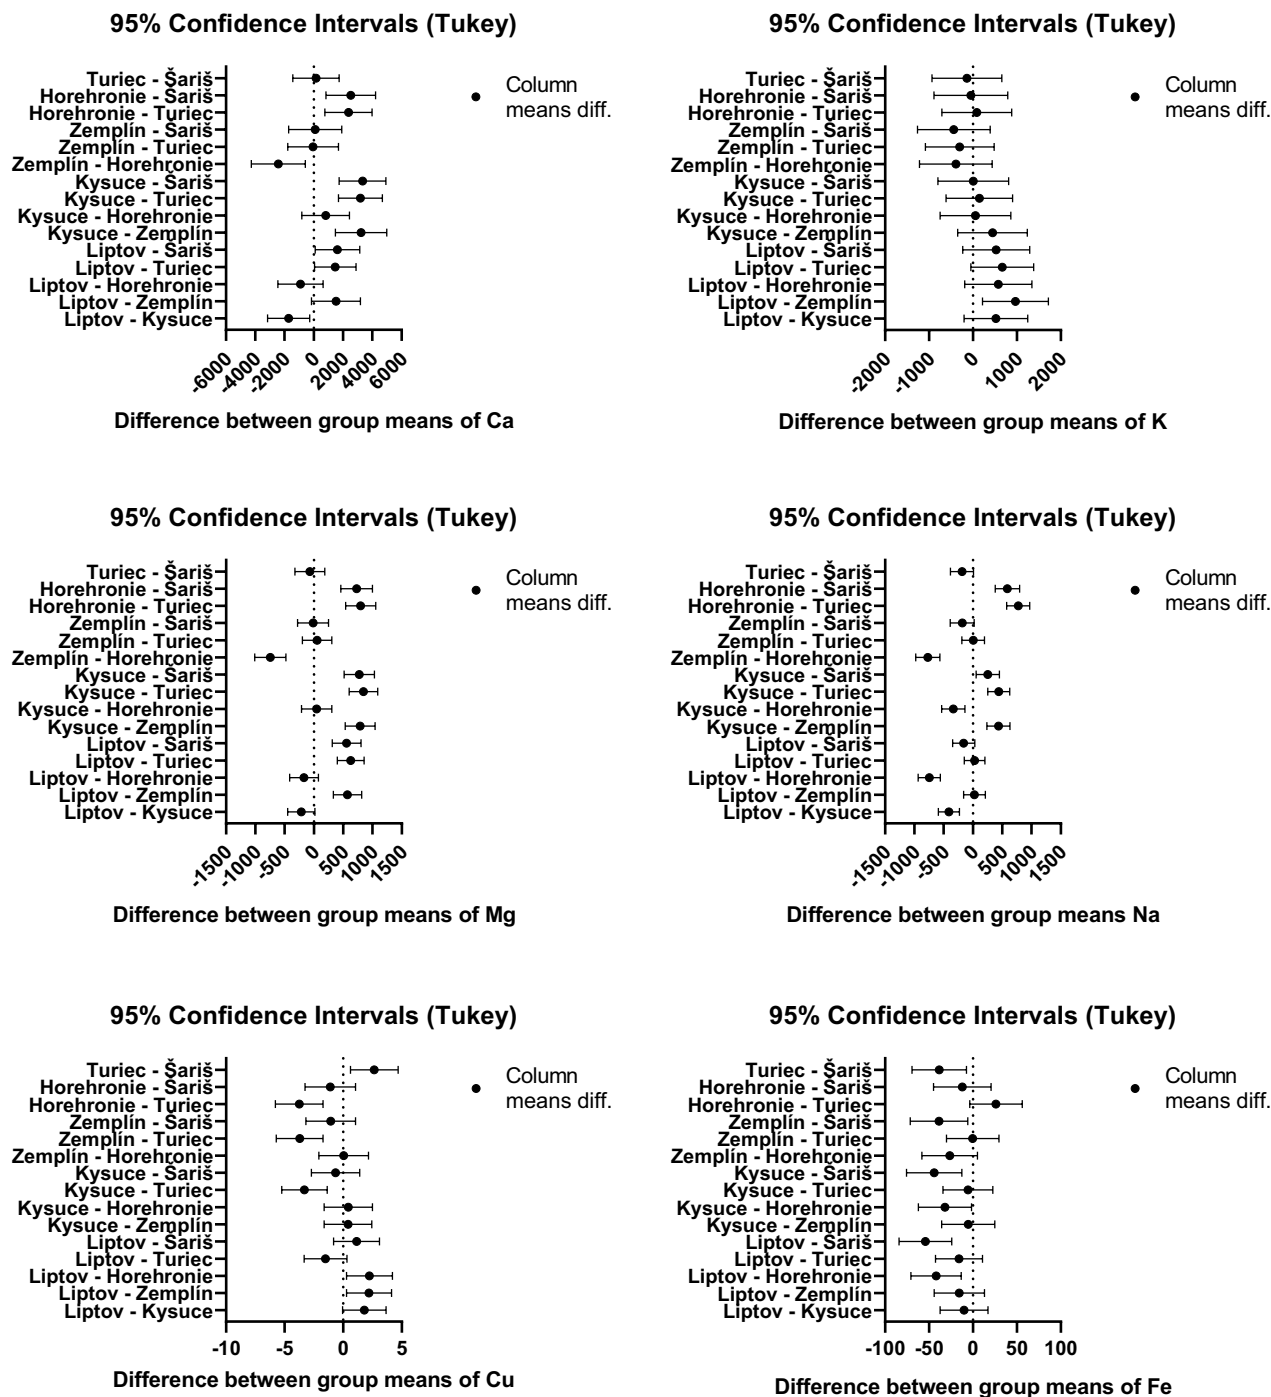 95% Confidence Intervals (Tukey)
Turiec - Šariš
Horehronie - Šariš
Horehronie - Turiec
Zemplín - Šariš
Zemplín - Turiec
Zemplín - Horehronie
Kysuce - Šariš
Kysuce - Turiec
Kysuce - Horehronie
Kysuce - Zemplín
Liptov - Šariš
Liptov - Turiec
Liptov - Horehronie
Liptov - Zemplín
Liptov - Kysuce
Column
means diff.
-6000 -4000 -2000 0 2000 4000 6000
Difference between group means of Ca
95% Confidence Intervals (Tukey)
Turiec - Šariš
Horehronie - Šariš
Horehronie - Turiec
Zemplín - Šariš
Zemplín - Turiec
Zemplín - Horehronie
Kysuce - Šariš
Kysuce - Turiec
Kysuce - Horehronie
Kysuce - Zemplín
Liptov - Šariš
Liptov - Turiec
Liptov - Horehronie
Liptov - Zemplín
Liptov - Kysuce
Column
means diff.
-2000 -1000 0 1000 2000
Difference between group means of K
95% Confidence Intervals (Tukey)
Turiec - Šariš
Horehronie - Šariš
Horehronie - Turiec
Zemplín - Šariš
Zemplín - Turiec
Zemplín - Horehronie
Kysuce - Šariš
Kysuce - Turiec
Kysuce - Horehronie
Kysuce - Zemplín
Liptov - Šariš
Liptov - Turiec
Liptov - Horehronie
Liptov - Zemplín
Liptov - Kysuce
Column
means diff.
-1500 -1000 -500 0 500 1000 1500
Difference between group means of Mg
95% Confidence Intervals (Tukey)
Turiec - Šariš
Horehronie - Šariš
Horehronie - Turiec
Zemplín - Šariš
Zemplín - Turiec
Zemplín - Horehronie
Kysuce - Šariš
Kysuce - Turiec
Kysuce - Horehronie
Kysuce - Zemplín
Liptov - Šariš
Liptov - Turiec
Liptov - Horehronie
Liptov - Zemplín
Liptov - Kysuce
Column
means diff.
-1500 -1000 -500 0 500 1000 1500
Difference between group means Na
95% Confidence Intervals (Tukey)
Turiec - Šariš
Horehronie - Šariš
Horehronie - Turiec
Zemplín - Šariš
Zemplín - Turiec
Zemplín - Horehronie
Kysuce - Šariš
Kysuce - Turiec
Kysuce - Horehronie
Kysuce - Zemplín
Liptov - Šariš
Liptov - Turiec
Liptov - Horehronie
Liptov - Zemplín
Liptov - Kysuce
Column
means diff.
-10 -5 0 5
Difference between group means of Cu
95% Confidence Intervals (Tukey)
Turiec - Šariš
Horehronie - Šariš
Horehronie - Turiec
Zemplín - Šariš
Zemplín - Turiec
Zemplín - Horehronie
Kysuce - Šariš
Kysuce - Turiec
Kysuce - Horehronie
Kysuce - Zemplín
Liptov - Šariš
Liptov - Turiec
Liptov - Horehronie
Liptov - Zemplín
Liptov - Kysuce
Column
means diff.
-100 -50 0 50 100
Difference between group means of Fe